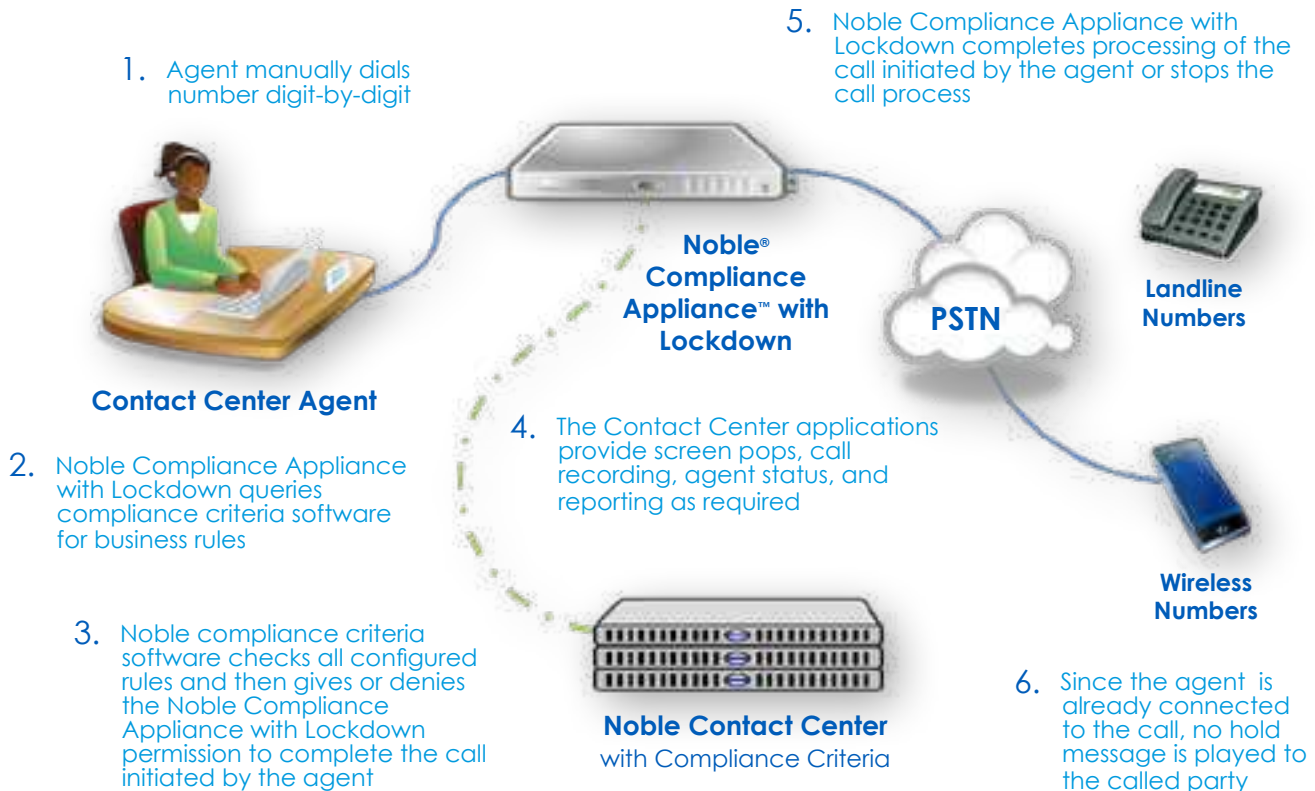 1. Agent manually dials
number digit-by-digit
Contact Center Agent
2. Noble Compliance Appliance
with Lockdown queries
compliance criteria software
for business rules
3. Noble compliance criteria
software checks all configured
rules and then gives or denies
the Noble Compliance
Appliance with Lockdown
permission to complete the call
initiated by the agent
Noble®
Compliance
Appliance™ with
Lockdown
4. The Contact Center applications
provide screen pops, call
recording, agent status, and
reporting as required
Noble Contact Center
with Compliance Criteria
5. Noble Compliance Appliance with
Lockdown completes processing of the
call initiated by the agent or stops the
call process
PSTN
Landline
Numbers
Wireless
Numbers
6. Since the agent is
already connected
to the call, no hold
message is played to
the called party